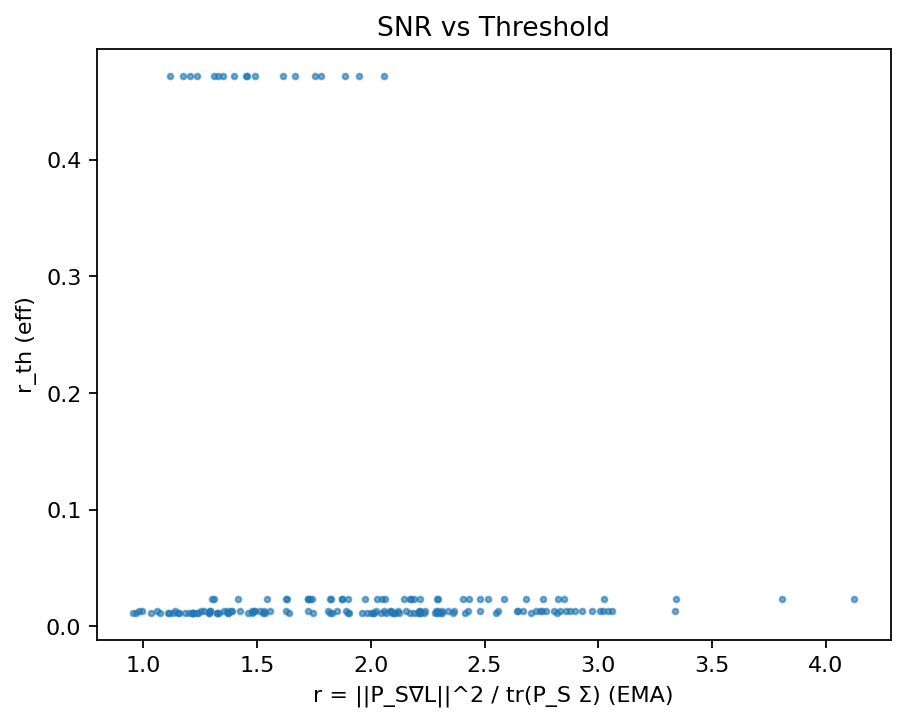 SNR vs Threshold
r_th (eff)
0.4
0.3
0.2
0.1
0.0
1.0 1.5 2.0 2.5 3.0 3.5 4.0
r = ||P_S∇L||^2 / tr(P_S Σ) (EMA)